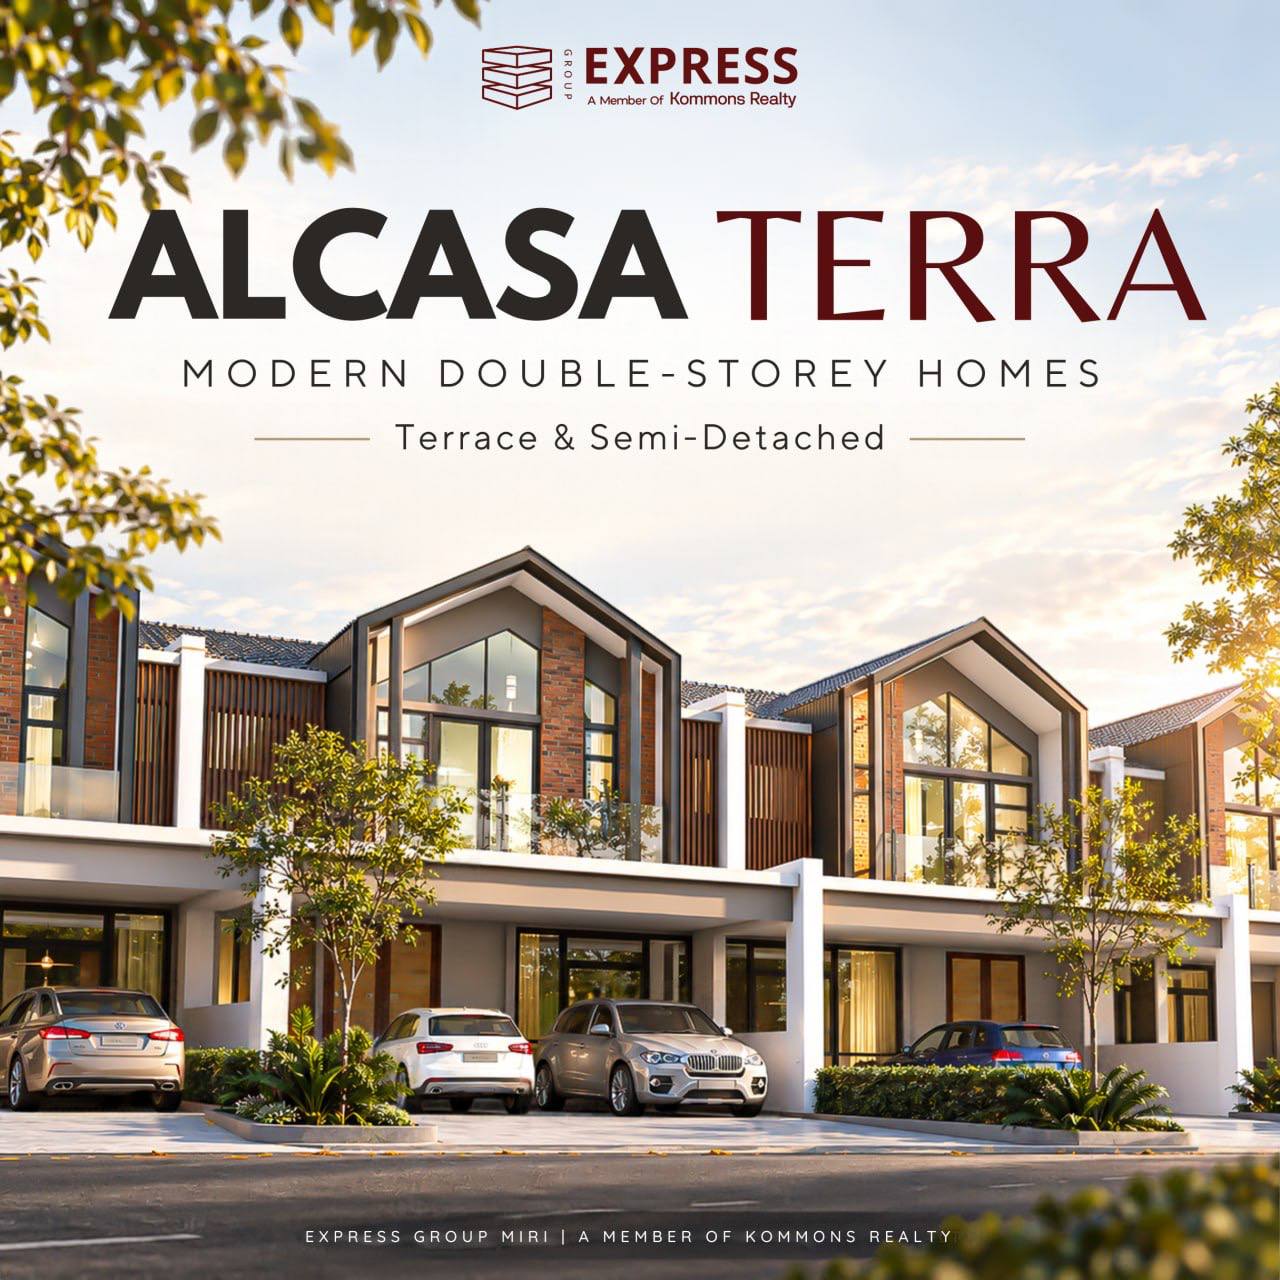 GROUP
EXPRESS
A Member Of Kommons Realty
ALCASA TERRA
MODERN DOUBLE-STOREY HOMES
Terrace & Semi-Detached
EXPRESS GROUP MIRI | A MEMBER OF KOMMONS REALTY